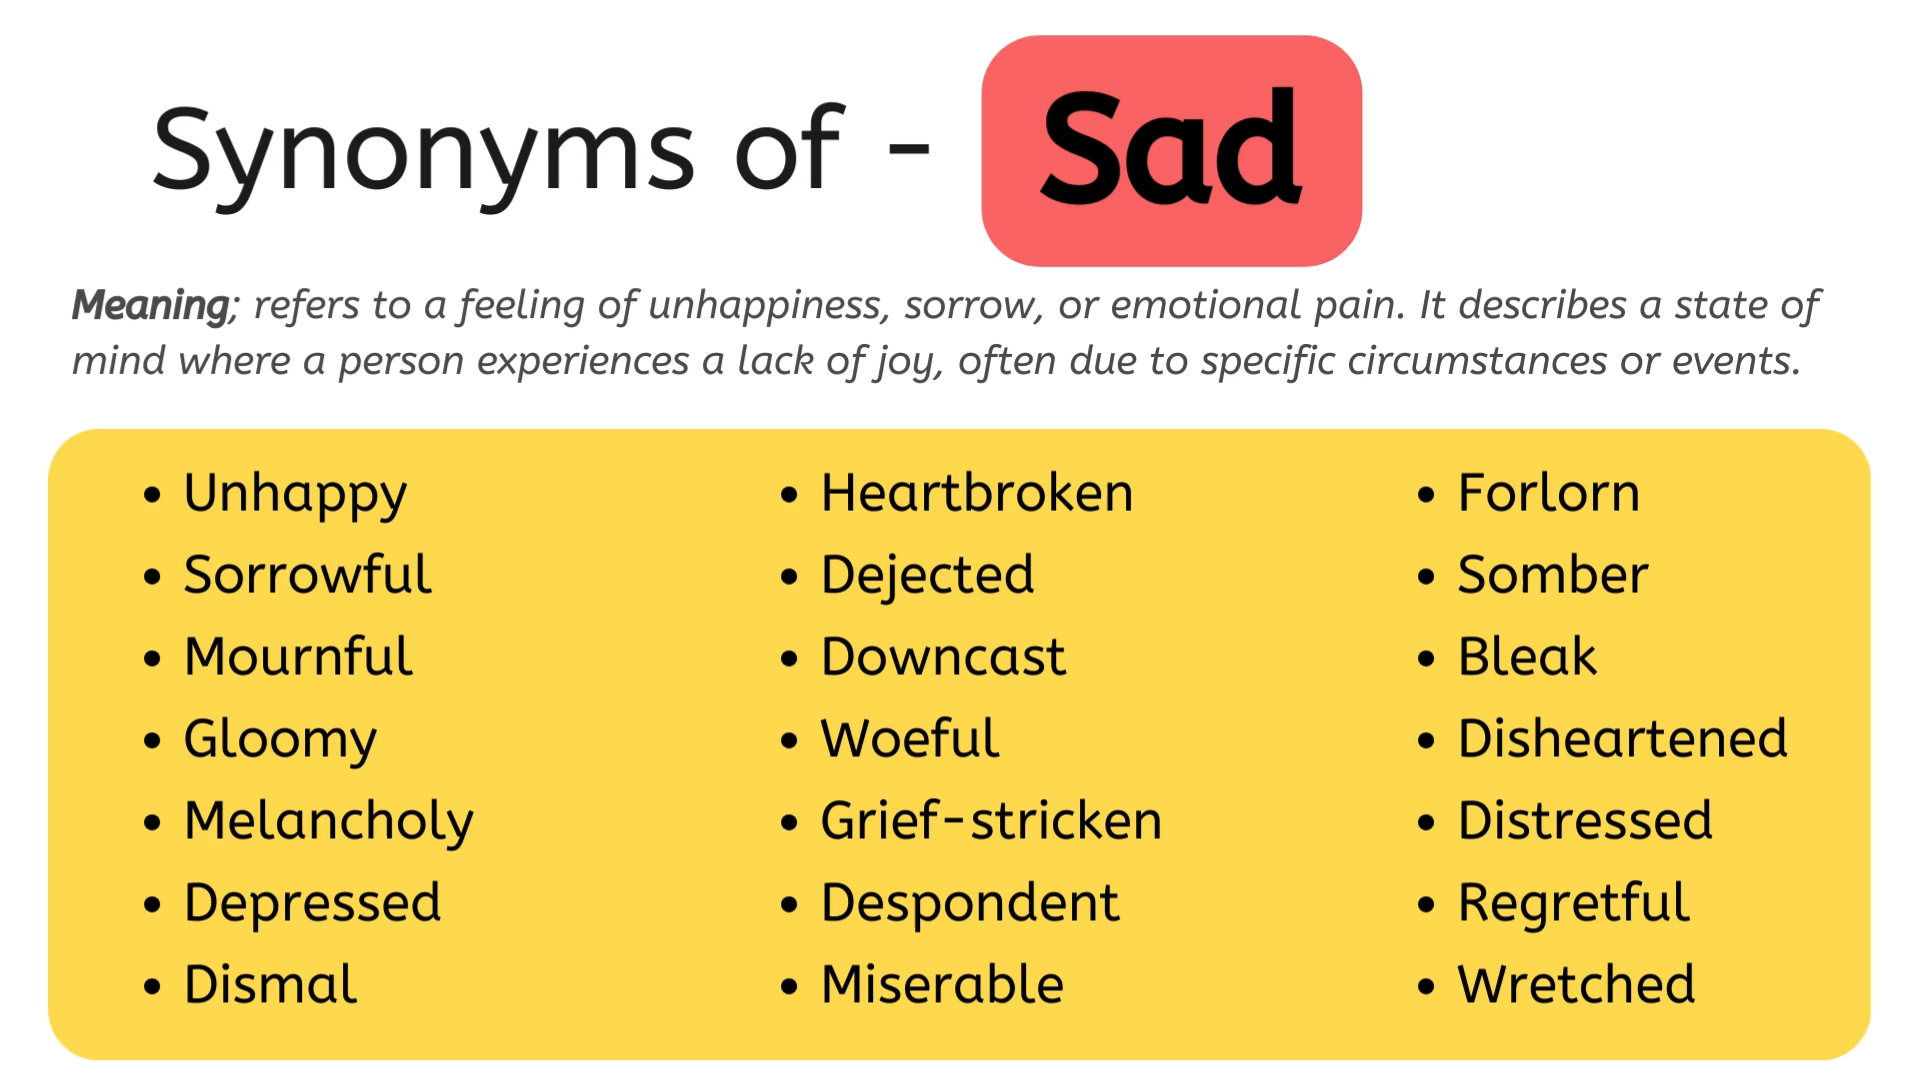 Synonyms of - Sad
Meaning; refers to a feeling of unhappiness, sorrow, or emotional pain. It describes a state of
mind where a person experiences a lack of joy, often due to specific circumstances or events.
• Unhappy
• Sorrowful
• Mournful
• Gloomy
• Melancholy
• Depressed
• Dismal
• Heartbroken
• Dejected
• Downcast
• Woeful
• Grief-stricken
• Despondent
• Miserable
• Forlorn
• Somber
• Bleak
• Disheartened
• Distressed
• Regretful
• Wretched